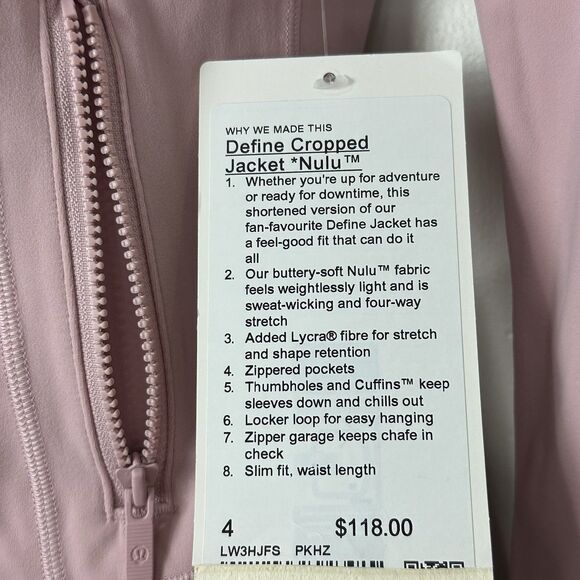 WHY WE MADE THIS
Define Cropped
Jacket *Nulu™
1. Whether you're up for adventure
or ready for downtime, this
shortened version of our
fan-favourite Define Jacket has
a feel-good fit that can do it
all
2. Our buttery-soft Nulu™ fabric
feels weightlessly light and is
sweat-wicking and four-way
stretch
3. Added Lycra® fibre for stretch
and shape retention
4. Zippered pockets
5. Thumbholes and Cuffins™ keep
sleeves down and chills out
6. Locker loop for easy hanging
7. Zipper garage keeps chafe in
check
8. Slim fit, waist length
4 $118.00
LW3HJFS PKHZ